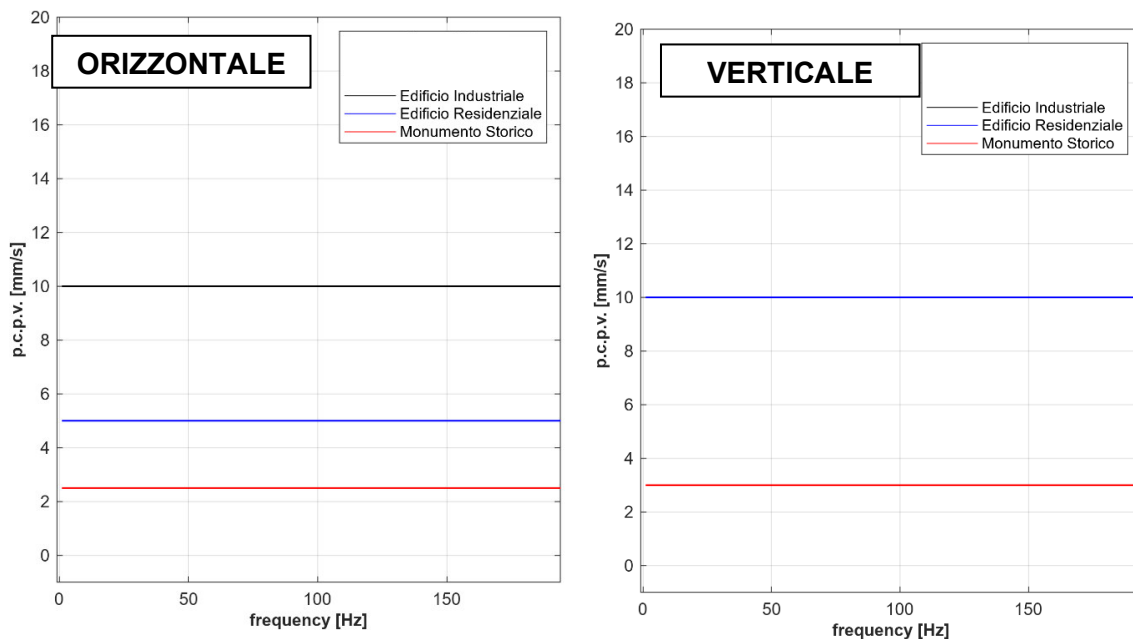 ORIZZONTALE
Edificio Industriale
Edificio Residenziale
Monumento Storico
20
18
16
14
12
10
8
6
4
2
0
p.c.p.v. [mm/s]
0 50 100 150
frequency [Hz]
VERTICALE
Edificio Industriale
Edificio Residenziale
Monumento Storico
20
18
16
14
12
10
8
6
4
2
0
p.c.p.v. [mm/s]
0 50 100 150
frequency [Hz]